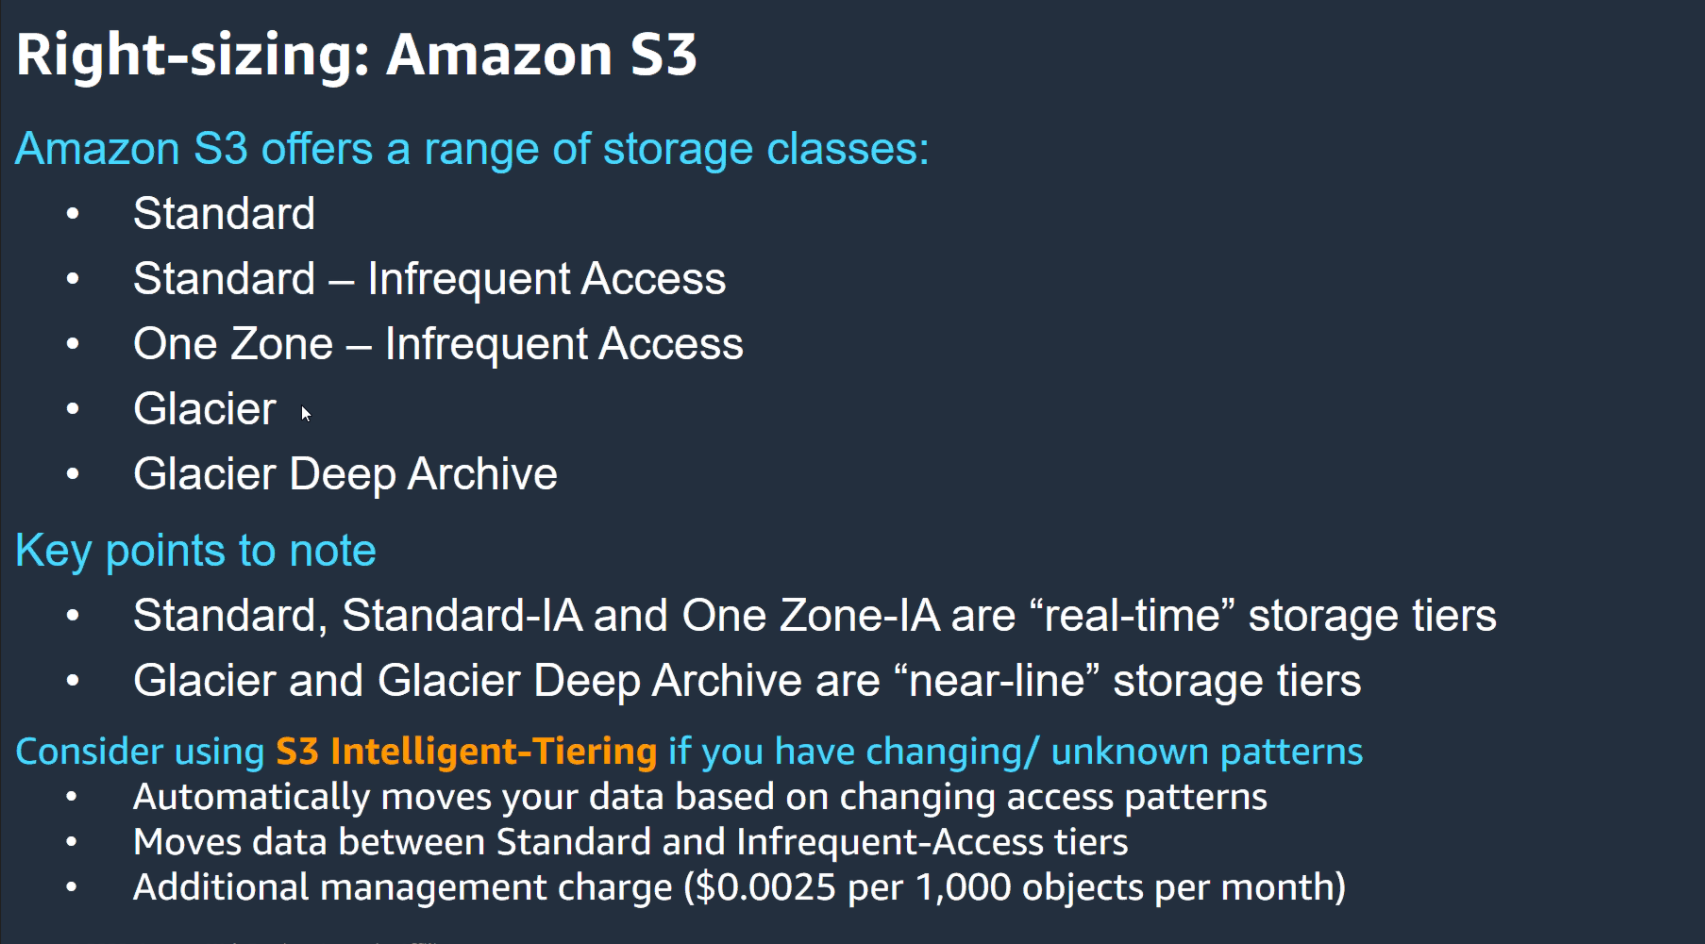 Right-sizing: Amazon S3
Amazon S3 offers a range of storage classes:
• Standard
• Standard – Infrequent Access
• One Zone – Infrequent Access
• Glacier
• Glacier Deep Archive
Key points to note
• Standard, Standard-IA and One Zone-IA are “real-time” storage tiers
• Glacier and Glacier Deep Archive are “near-line” storage tiers
Consider using S3 Intelligent-Tiering if you have changing/ unknown patterns
• Automatically moves your data based on changing access patterns
• Moves data between Standard and Infrequent-Access tiers
• Additional management charge ($0.0025 per 1,000 objects per month)